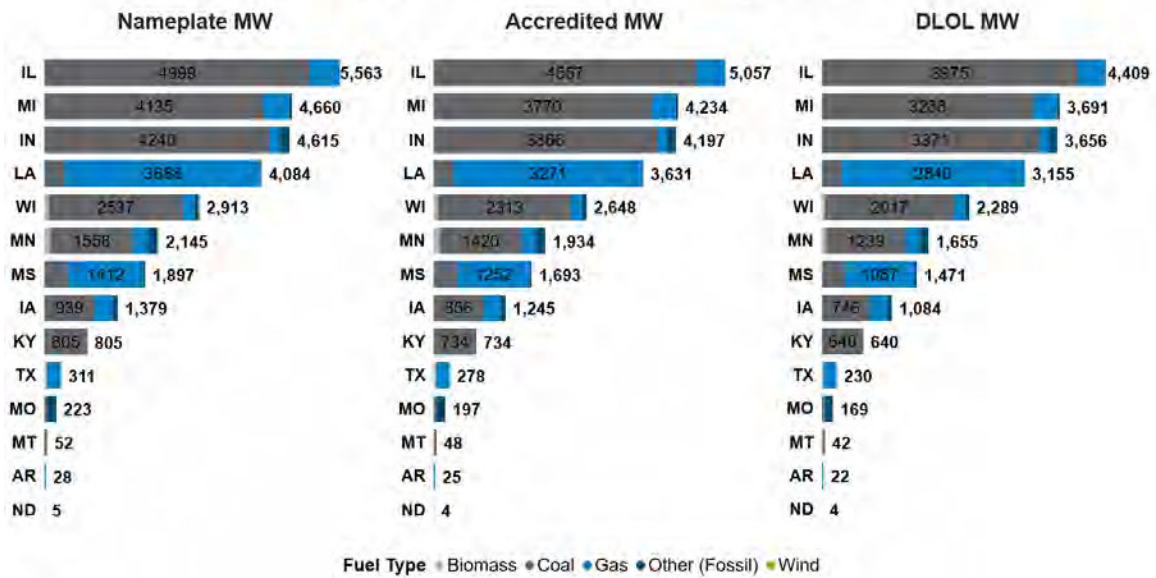 Nameplate MW
IL 4999 5,563
MI 4135 4,660
IN 4240 4,615
LA 3688 4,084
WI 2537 2,913
MN 1558 2,145
MS 1412 1,897
IA 939 1,379
KY 805 805
TX 311
MO 223
MT 52
AR 28
ND 5
Accredited MW
IL 4557 5,057
MI 3770 4,234
IN 3866 4,197
LA 3271 3,631
WI 2313 2,648
MN 1420 1,934
MS 1252 1,693
IA 856 1,245
KY 734 734
TX 278
MO 197
MT 48
AR 25
ND 4
DLOL MW
IL 3975 4,409
MI 3288 3,691
IN 3371 3,656
LA 2840 3,155
WI 2017 2,289
MN 1239 1,655
MS 1087 1,471
IA 746 1,084
KY 640 640
TX 230
MO 169
MT 42
AR 22
ND 4
Fuel Type Biomass Coal Gas Other (Fossil) Wind